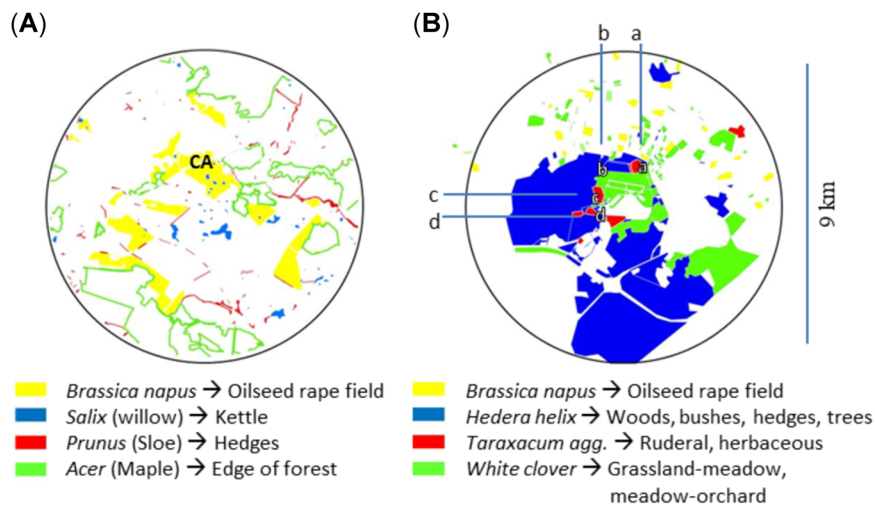 (A)
CA
Brassica napus → Oilseed rape field
Salix (willow) → Kettle
Prunus (Sloe) → Hedges
Acer (Maple) → Edge of forest
(B)
b a
b
a
c
c
d
d
9 km
Brassica napus → Oilseed rape field
Hedera helix → Woods, bushes, hedges, trees
Taraxacum agg. → Ruderal, herbaceous
White clover → Grassland-meadow,
meadow-orchard